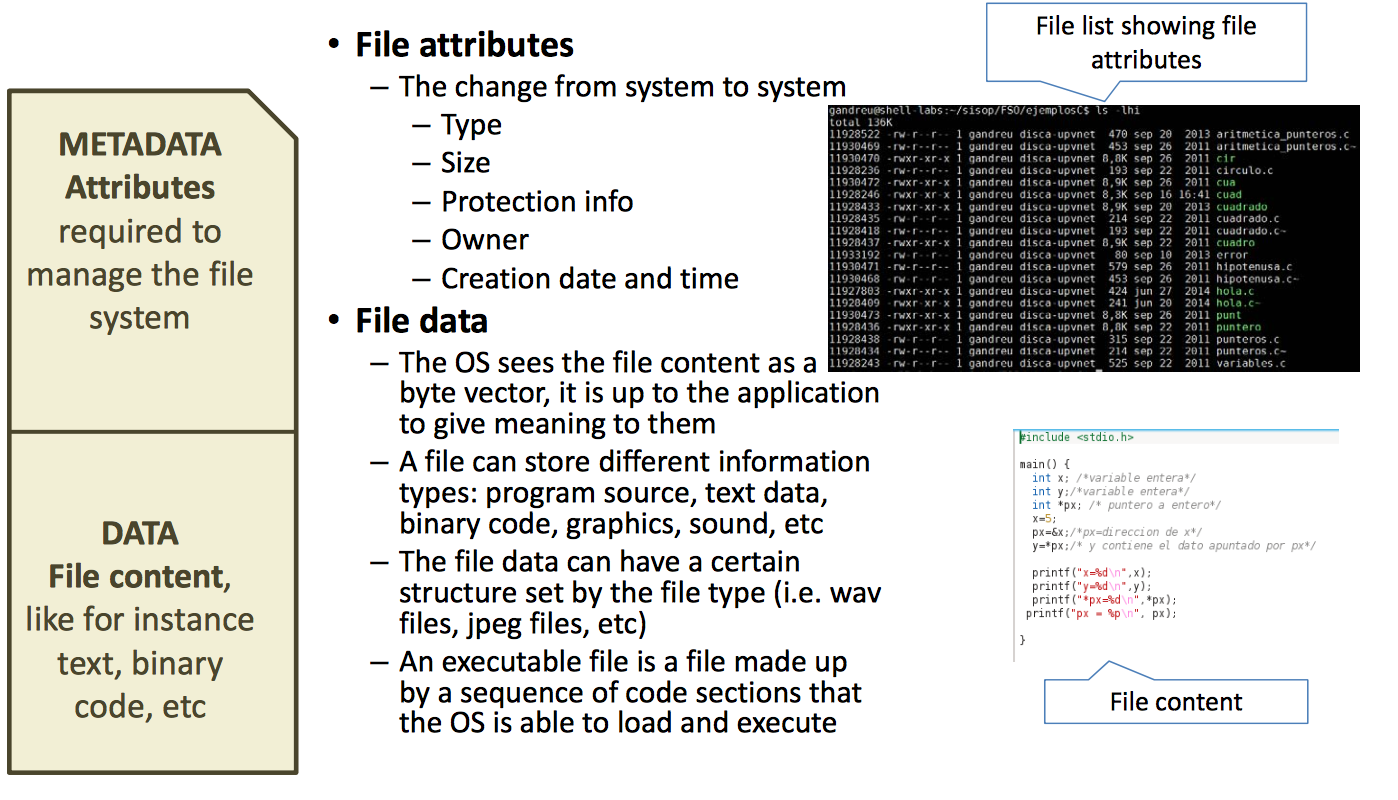 METADATA
Attributes
required to
manage the file
system
DATA
File content,
like for instance
text, binary
code, etc
• File attributes
– The change from system to system
– Type
– Size
– Protection info
– Owner
– Creation date and time
• File data
– The OS sees the file content as a
byte vector, it is up to the application
to give meaning to them
– A file can store different information
types: program source, text data,
binary code, graphics, sound, etc
– The file data can have a certain
structure set by the file type (i.e. wav
files, jpeg files, etc)
– An executable file is a file made up
by a sequence of code sections that
the OS is able to load and execute
File list showing file
attributes
gandreu@shell-labs:~/sisop/FSO/ejemplosC$ ls -lhi
total 136K
11928522 -rw-r--r-- 1 gandreu disca-upvnet 470 sep 20 2013 aritmetica_punteros.c
11930469 -rw-r--r-- 1 gandreu disca-upvnet 453 sep 26 2011 aritmetica_punteros.c~
11930470 -rwxr-xr-x 1 gandreu disca-upvnet 8,8K sep 26 2011 cir
11928236 -rw-r--r-- 1 gandreu disca-upvnet 193 sep 22 2011 circulo.c
11930472 -rwxr-xr-x 1 gandreu disca-upvnet 8,9K sep 26 2011 cua
11928246 -rwxr-xr-x 1 gandreu disca-upvnet 8,3K sep 16 16:41 cuad
11928433 -rwxr-xr-x 1 gandreu disca-upvnet 8,9K sep 20 2013 cuadrado
11928435 -rw-r--r-- 1 gandreu disca-upvnet 214 sep 22 2011 cuadrado.c
11928418 -rw-r--r-- 1 gandreu disca-upvnet 193 sep 22 2011 cuadrado.c~
11928437 -rwxr-xr-x 1 gandreu disca-upvnet 8,9K sep 22 2011 cuadro
11933192 -rw-r--r-- 1 gandreu disca-upvnet 80 sep 10 2013 error
11930471 -rw-r--r-- 1 gandreu disca-upvnet 579 sep 26 2011 hipotenusa.c
11930468 -rw-r--r-- 1 gandreu disca-upvnet 453 sep 26 2011 hipotenusa.c~
11927803 -rwxr-xr-x 1 gandreu disca-upvnet 424 jun 27 2014 hola.c
11928409 -rwxr-xr-x 1 gandreu disca-upvnet 241 jun 20 2014 hola.c~
11930473 -rwxr-xr-x 1 gandreu disca-upvnet 8,8K sep 26 2011 punt
11928436 -rwxr-xr-x 1 gandreu disca-upvnet 8,8K sep 22 2011 puntero
11928438 -rw-r--r-- 1 gandreu disca-upvnet 315 sep 22 2011 punteros.c
11928434 -rw-r--r-- 1 gandreu disca-upvnet 214 sep 22 2011 punteros.c~
11928243 -rw-r--r-- 1 gandreu disca-upvnet 525 sep 22 2011 variables.c
#include <stdio.h>
main() {
int x; /*variable entera*/
int y;/*variable entera*/
int *px; /* puntero a entero*/
x=5;
px=&x;/*px=direccion de x*/
y=*px;/* y contiene el dato apuntado por px*/
printf("x=%d\n",x);
printf("y=%d\n",y);
printf("*px=%d\n",*px);
printf("px = %p\n", px);
}
File content